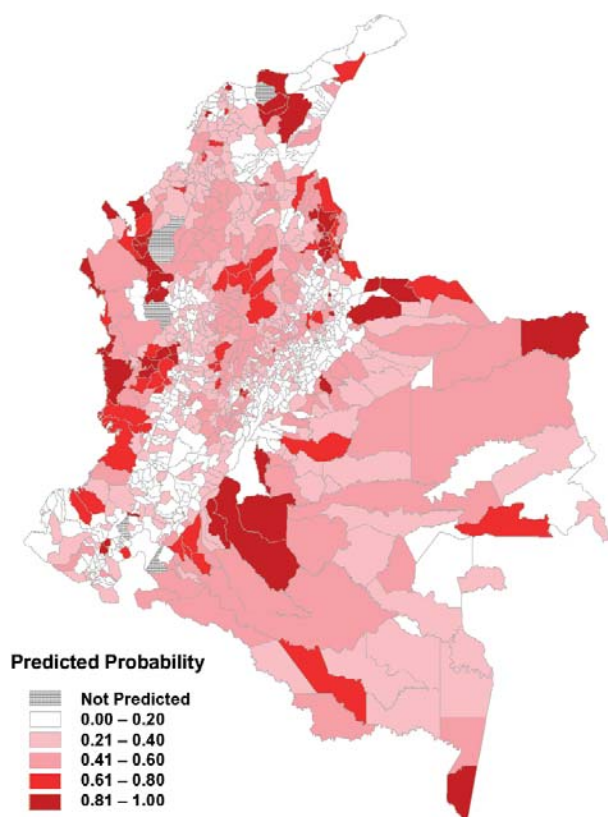 Predicted Probability
Not Predicted
0.00 – 0.20
0.21 – 0.40
0.41 – 0.60
0.61 – 0.80
0.81 – 1.00